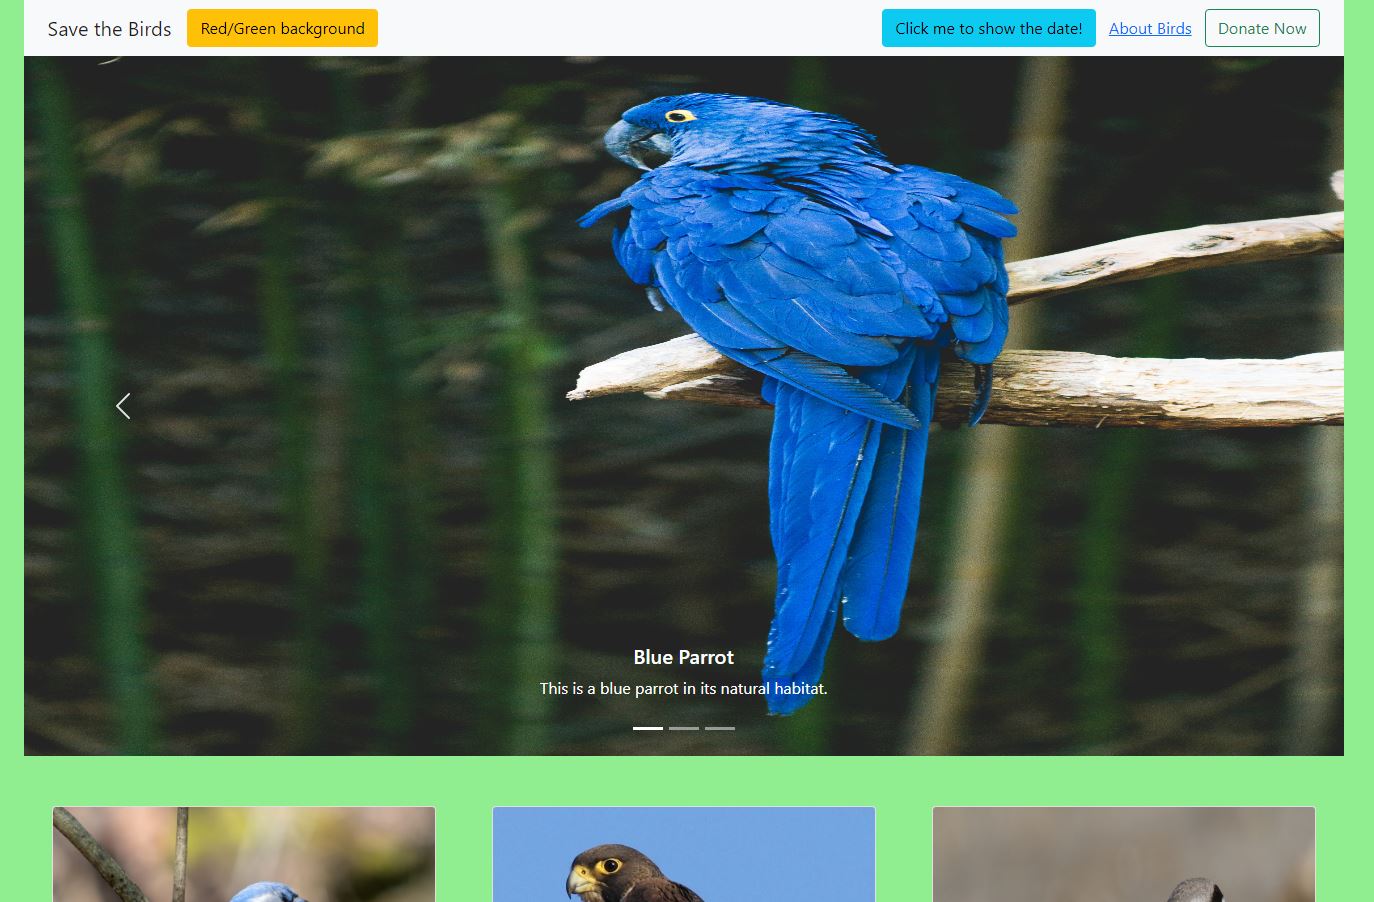 Save the Birds
Red/Green background
Click me to show the date!
About Birds
Donate Now
Blue Parrot
This is a blue parrot in its natural habitat.